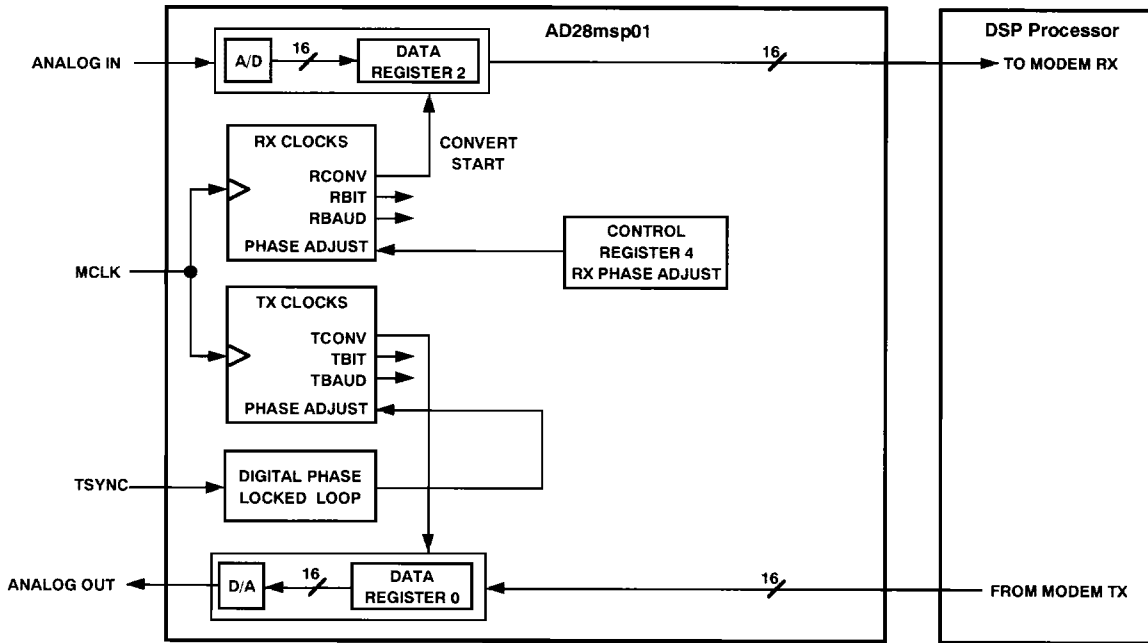 AD28msp01
DSP Processor
ANALOG IN
A/D
16
DATA
REGISTER 2
16
TO MODEM RX
RX CLOCKS
RCONV
RBIT
RBAUD
PHASE ADJUST
CONVERT
START
CONTROL
REGISTER 4
RX PHASE ADJUST
MCLK
TX CLOCKS
TCONV
TBIT
TBAUD
PHASE ADJUST
TSYNC
DIGITAL PHASE
LOCKED LOOP
ANALOG OUT
D/A
16
DATA
REGISTER 0
16
FROM MODEM TX